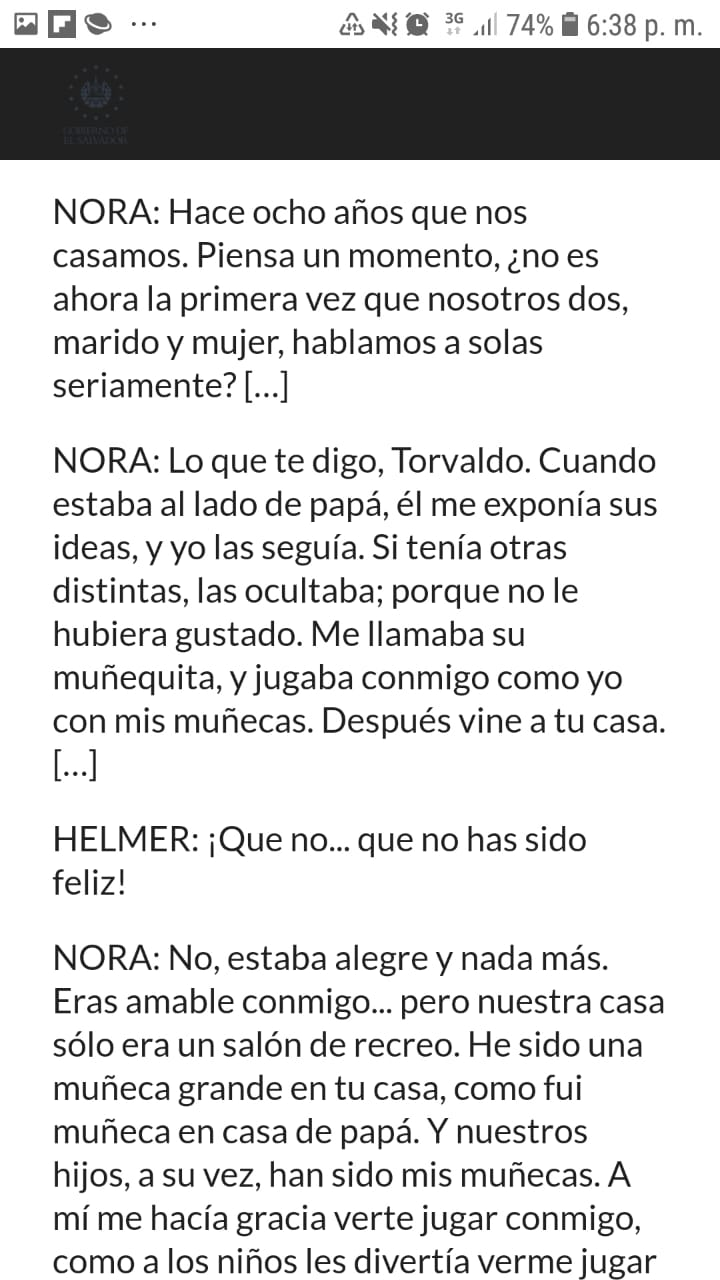 ... 3G 74% 6:38 p. m.
GOBIERNO DE
EL SALVADOR
NORA: Hace ocho años que nos
casamos. Piensa un momento, ¿no es
ahora la primera vez que nosotros dos,
marido y mujer, hablamos a solas
seriamente? [...]
NORA: Lo que te digo, Torvaldo. Cuando
estaba al lado de papá, él me exponía sus
ideas, y yo las seguía. Si tenía otras
distintas, las ocultaba; porque no le
hubiera gustado. Me llamaba su
muñequita, y jugaba conmigo como yo
con mis muñecas. Después vine a tu casa.
[...]
HELMER: ¡Que no... que no has sido
feliz!
NORA: No, estaba alegre y nada más.
Eras amable conmigo... pero nuestra casa
sólo era un salón de recreo. He sido una
muñeca grande en tu casa, como fui
muñeca en casa de papá. Y nuestros
hijos, a su vez, han sido mis muñecas. A
mí me hacía gracia verte jugar conmigo,
como a los niños les divertía verme jugar